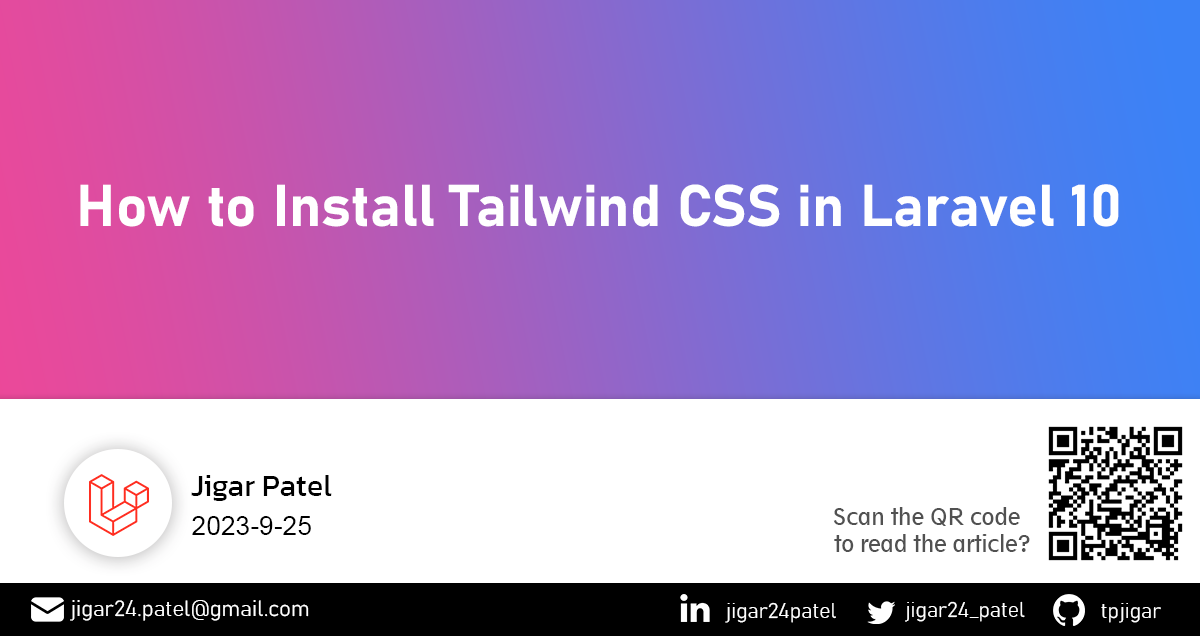 How to Install Tailwind CSS in Laravel 10
Jigar Patel
2023-9-25
Scan the QR code
to read the article?
jigar24.patel@gmail.com
in jigar24patel
jigar24_patel
tpjigar